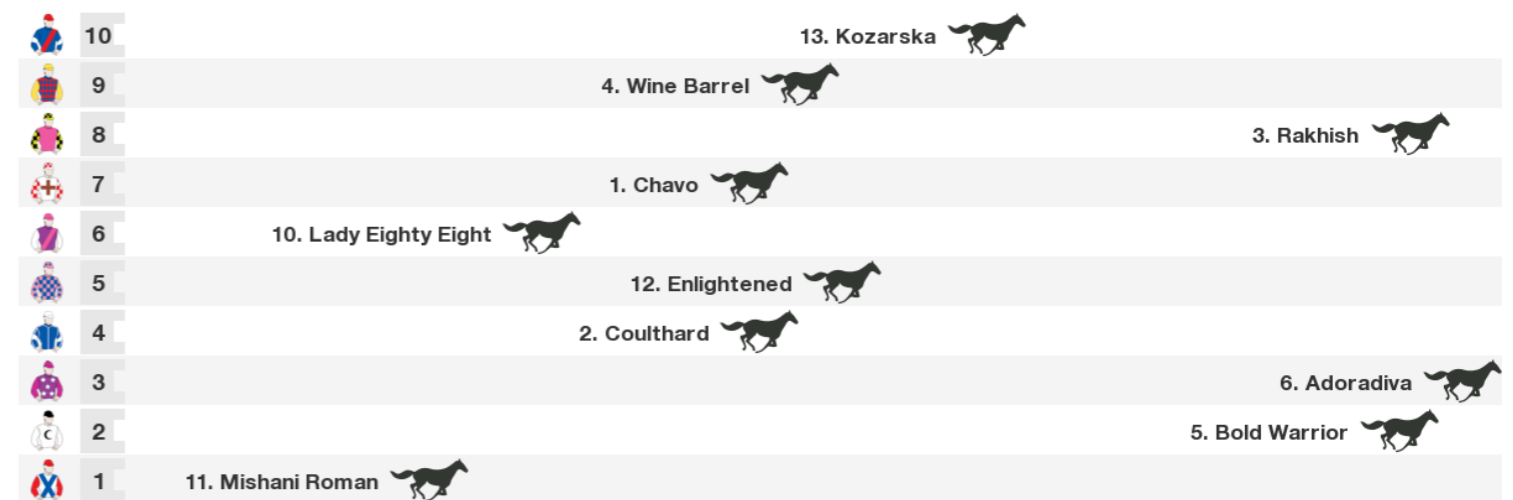 10 13. Kozarska
9 4. Wine Barrel
8 3. Rakhish
7 1. Chavo
6 10. Lady Eighty Eight
5 12. Enlightened
4 2. Coulthard
3 6. Adoradiva
C 2 5. Bold Warrior
1 11. Mishani Roman